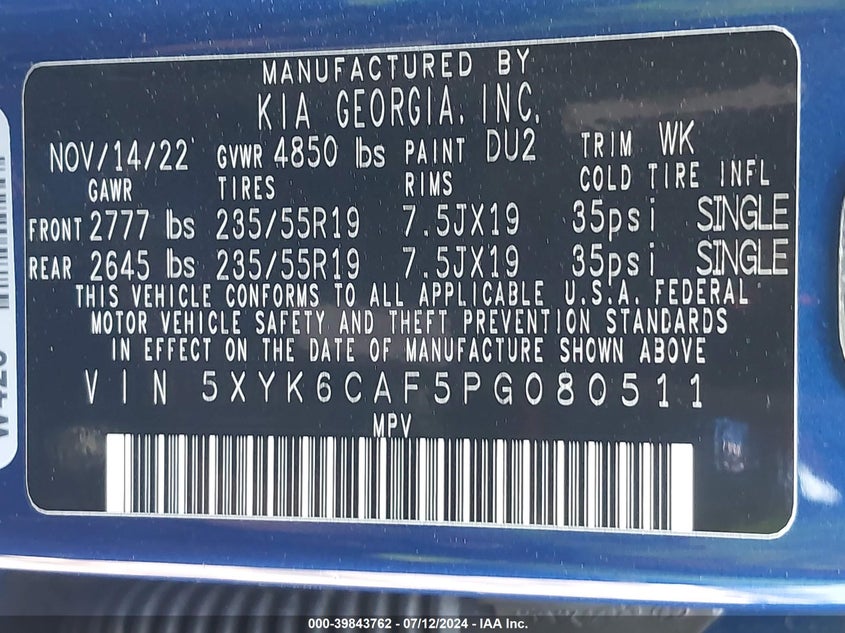 MANUFACTURED BY
KIA GEORGIA, INC.
NOV/14/22 GVWR 4850 lbs PAINT DU2 TRIM WK
GAWR TIRES RIMS COLD TIRE INFL
FRONT 2777 lbs 235/55R19 7.5JX19 35psi SINGLE
REAR 2645 lbs 235/55R19 7.5JX19 35psi SINGLE
THIS VEHICLE CONFORMS TO ALL APPLICABLE U.S.A. FEDERAL
MOTOR VEHICLE SAFETY AND THEFT PREVENTION STANDARDS
IN EFFECT ON THE DATE OF MANUFACTURE SHOWN ABOVE
VIN 5XYK6CAF5PG080511
MPV
000-39843762 - 07/12/2024 - IAA Inc.